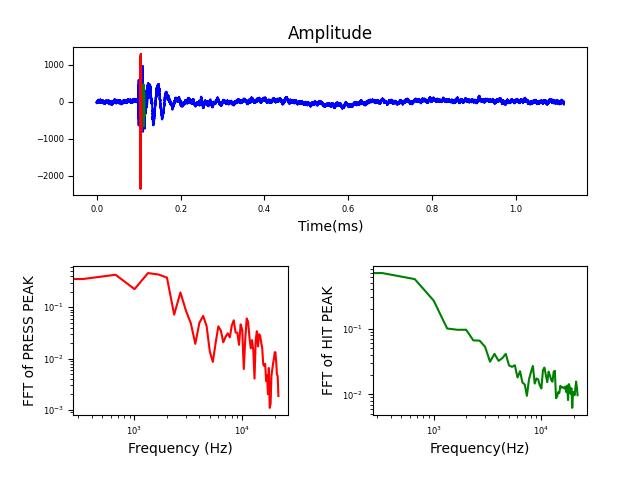 Amplitude
1000
0
−1000
−2000
0.0 0.2 0.4 0.6 0.8 1.0
Time(ms)
FFT of PRESS PEAK
10⁻¹
10⁻²
10⁻³
10³ 10⁴
Frequency (Hz)
FFT of HIT PEAK
10⁻¹
10⁻²
10³ 10⁴
Frequency(Hz)